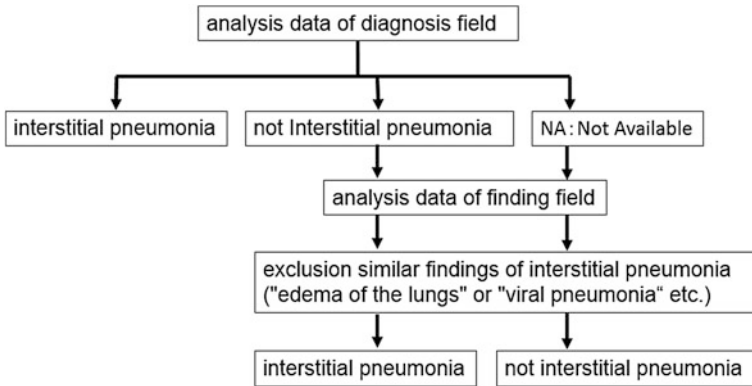 analysis data of diagnosis field
interstitial pneumonia
not Interstitial pneumonia
NA：Not Available
analysis data of finding field
exclusion similar findings of interstitial pneumonia
("edema of the lungs" or "viral pneumonia“ etc.)
interstitial pneumonia
not interstitial pneumonia